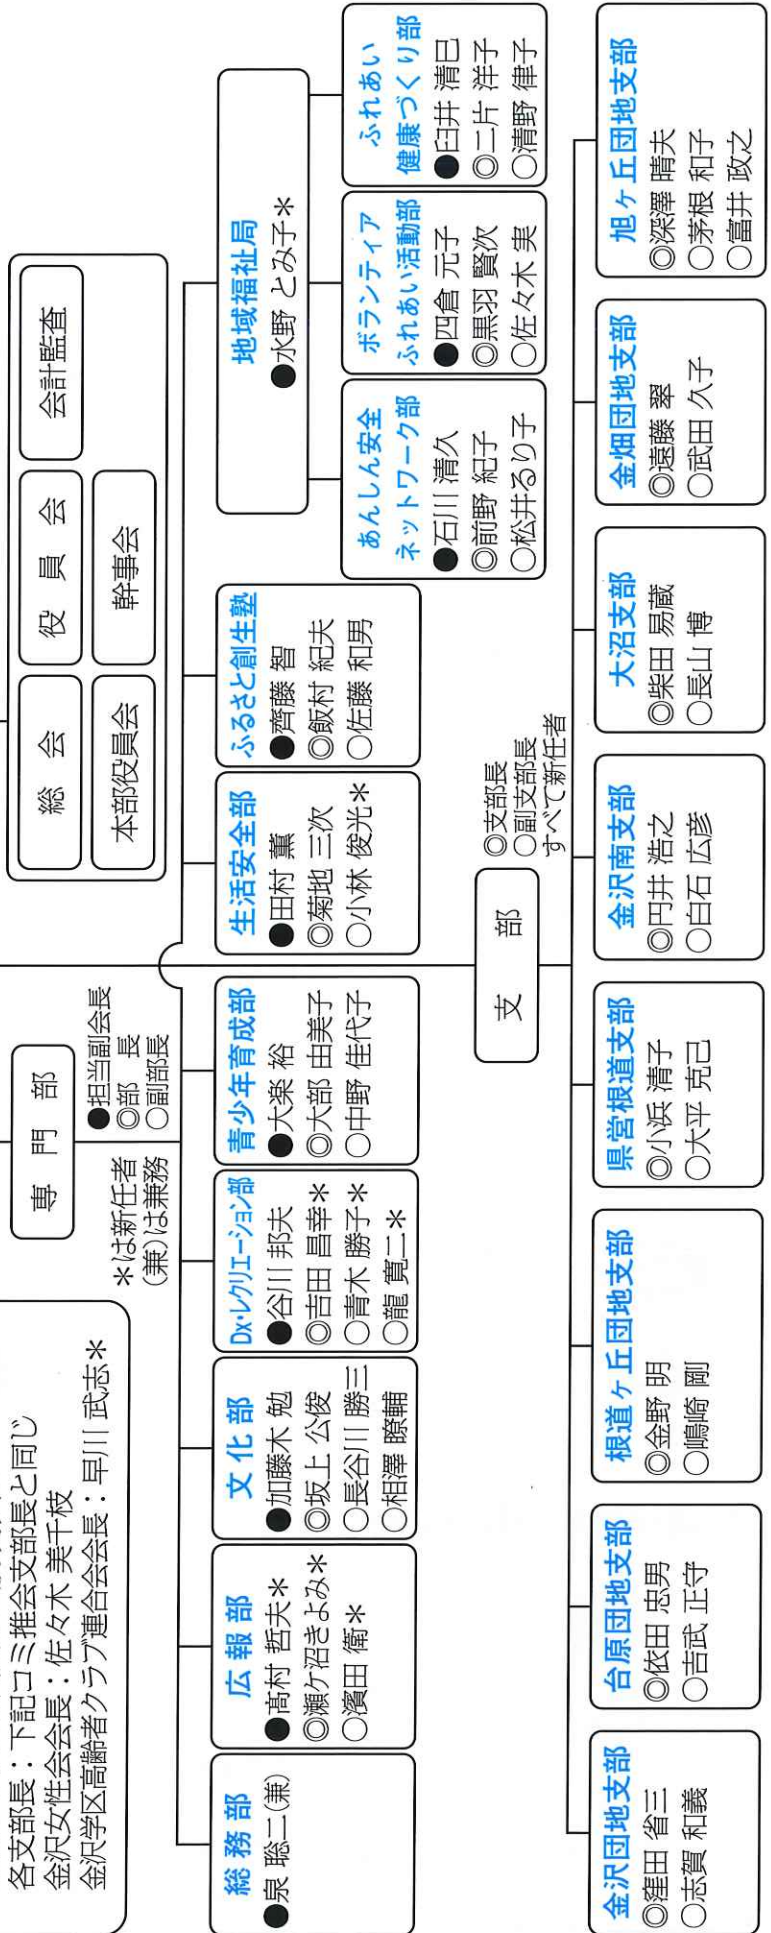 各支部長：下記コミ推会支部長と同じ
金沢女性会会長：佐々木 美千枝
金沢学区高齢者クラブ連合会会長：早川 武志＊
総会
役員会
会計監査
本部役員会
幹事会
専門部
●担当副会長
◎部 長
○副部長
＊は新任者
(兼)は兼務
総務部
●泉 聡二(兼)
広報部
●髙村 哲夫＊
◎瀬ケ沼きよみ＊
○濱田 衛＊
文化部
●加藤木 勉
◎坂上 公俊
○長谷川 勝三
○相澤 瞭輔
Dx・レクリエーション部
●谷川 邦夫
◎吉田 昌幸＊
○青木 勝子＊
○龍 寛二＊
青少年育成部
●大楽 裕
◎大部 由美子
○中野 佳代子
生活安全部
●田村 薫
◎菊地 三次
○小林 俊光＊
ふるさと創生塾
●齊藤 智
◎飯村 紀夫
○佐藤 和男
地域福祉局
●水野 とみ子＊
あんしん安全
ネットワーク部
●石川 清久
◎前野 紀子
○松井るり子
ボランティア
ふれあい活動部
●四倉 元子
◎黒羽 賢次
○佐々木 実
ふれあい
健康づくり部
●臼井 清巳
◎二片 洋子
○清野 律子
支部
◎支部長
○副支部長
すべて新任者
金沢団地支部
◎窪田 省三
○志賀 和義
台原団地支部
◎依田 忠男
○吉武 正守
根道ヶ丘団地支部
◎金野 明
○嶋崎 剛
県営根道支部
◎小浜 清子
○大平 克己
金沢南支部
◎円井 浩之
○白石 広彦
大沼支部
◎柴田 易蔵
○長山 博
金畑団地支部
◎遠藤 翠
○武田 久子
旭ヶ丘団地支部
◎深澤 晴夫
○茅根 和子
○富井 政之